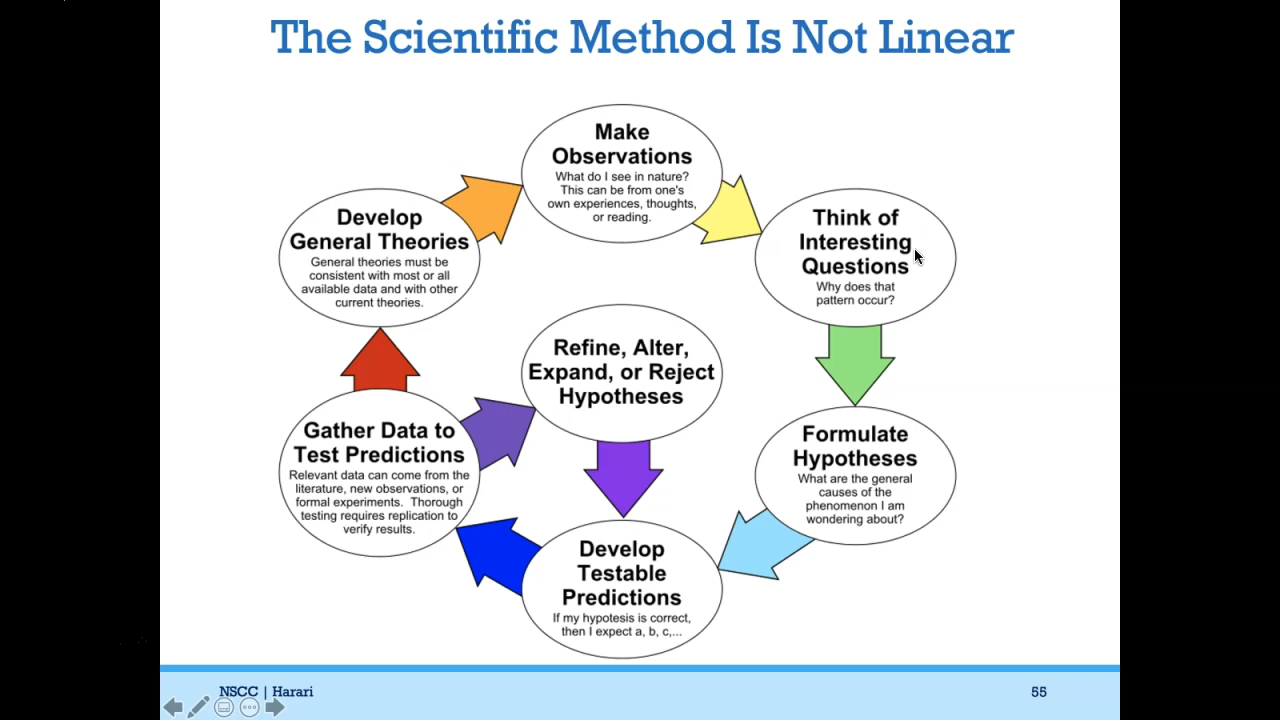 The Scientific Method Is Not Linear
Make
Observations
What do I see in nature?
This can be from one's
own experiences, thoughts,
or reading.
Think of
Interesting
Questions
Why does that
pattern occur?
Formulate
Hypotheses
What are the general
causes of the
phenomenon I am
wondering about?
Develop
Testable
Predictions
If my hypotesis is correct,
then I expect a, b, c,...
Gather Data to
Test Predictions
Relevant data can come from the
literature, new observations, or
formal experiments. Thorough
testing requires replication to
verify results.
Refine, Alter,
Expand, or Reject
Hypotheses
Develop
General Theories
General theories must be
consistent with most or all
available data and with other
current theories.
NSCC | Harari
55